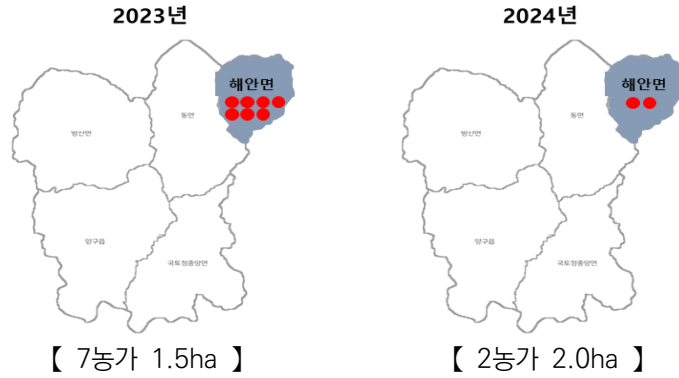 2023년
해안면
동면
방산면
양구읍
국토정중앙면
【 7농가 1.5ha 】
2024년
해안면
동면
방산면
양구읍
국토정중앙면
【 2농가 2.0ha 】